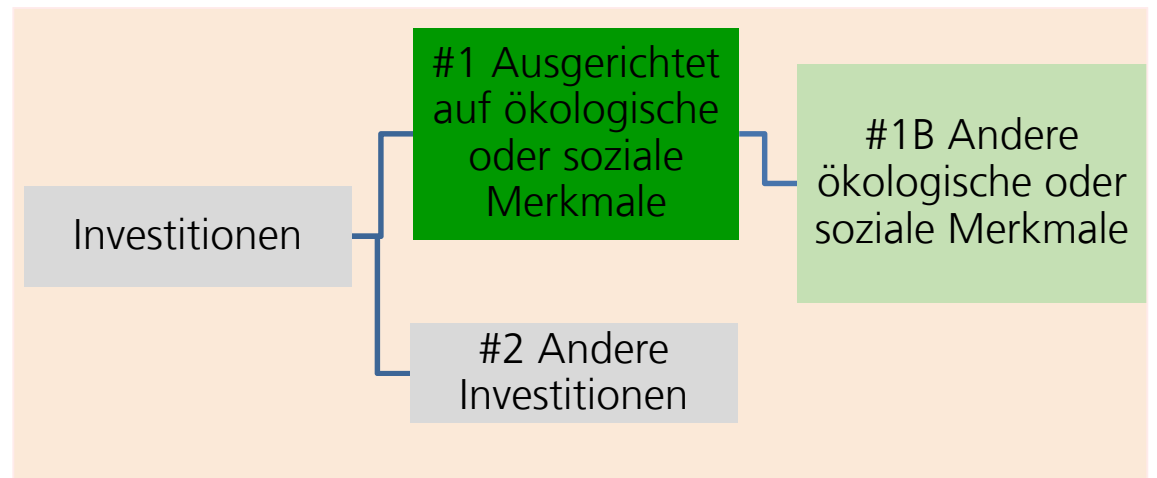 #1 Ausgerichtet
auf ökologische
oder soziale
Merkmale
#1B Andere
ökologische oder
soziale Merkmale
Investitionen
#2 Andere
Investitionen